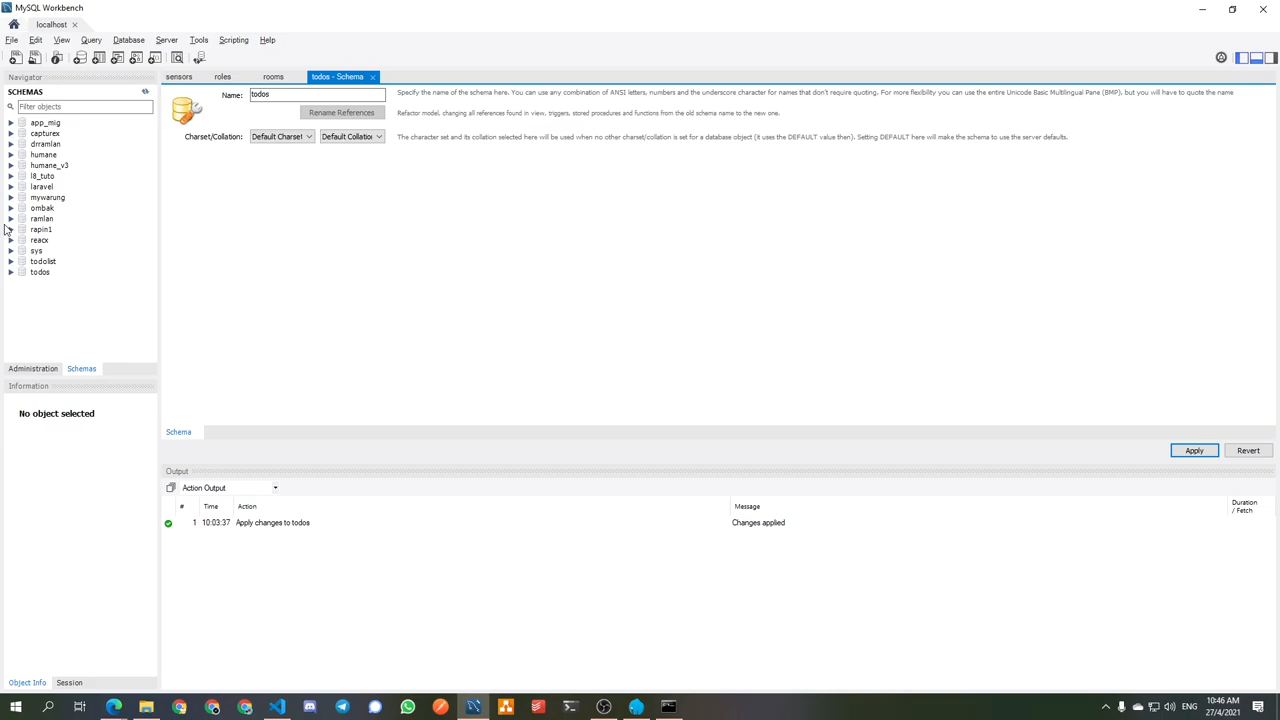 MySQL Workbench
localhost
File Edit View Query Database Server Tools Scripting Help
Navigator
SCHEMAS
Filter objects
app_mig
capturex
drramlan
humane
humane_v3
l8_tuto
laravel
mywarung
ombak
ramlan
rapin1
reacx
sys
todolist
todos
Administration Schemas
Information
No object selected
Object Info Session
sensors roles rooms todos - Schema
Name: todos
Specify the name of the schema here. You can use any combination of ANSI letters, numbers and the underscore character for names that don't require quoting. For more flexibility you can use the entire Unicode Basic Multilingual Pane (BMP), but you will have to quote the name
Rename References
Refactor model, changing all references found in view, triggers, stored procedures and functions from the old schema name to the new one.
Charset/Collation: Default Charset Default Collation
The character set and its collation selected here will be used when no other charset/collation is set for a database object (it uses the DEFAULT value then). Setting DEFAULT here will make the schema to use the server defaults.
Schema
Apply Revert
Output
Action Output
# Time Action Message Duration / Fetch
1 10:03:37 Apply changes to todos Changes applied
ENG
10:46 AM
27/4/2021